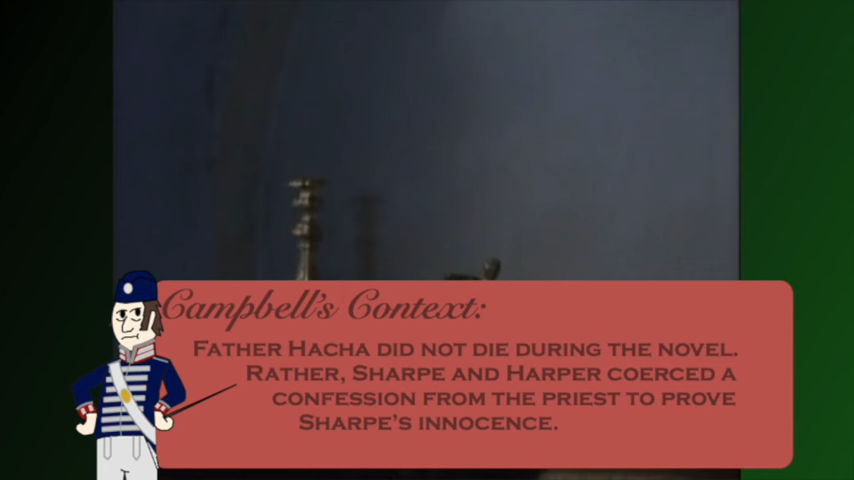 Campbell's Context:
Father Hacha did not die during the novel.
Rather, Sharpe and Harper coerced a
confession from the priest to prove
Sharpe's innocence.